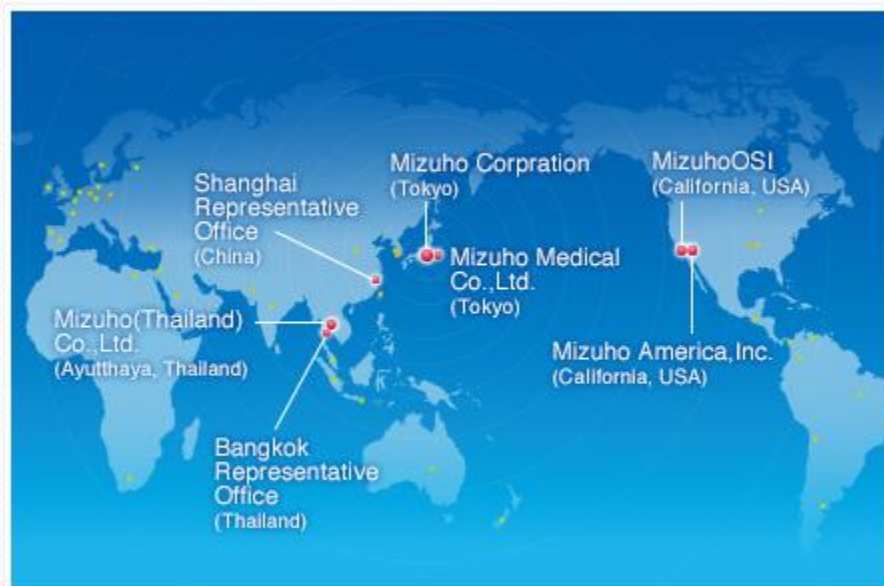 Mizuho Corpration
(Tokyo)
MizuhoOSI
(California, USA)
Shanghai
Representative
Office
(China)
Mizuho Medical
Co.,Ltd.
(Tokyo)
Mizuho(Thailand)
Co.,Ltd.
(Ayutthaya, Thailand)
Mizuho America,Inc.
(California, USA)
Bangkok
Representative
Office
(Thailand)